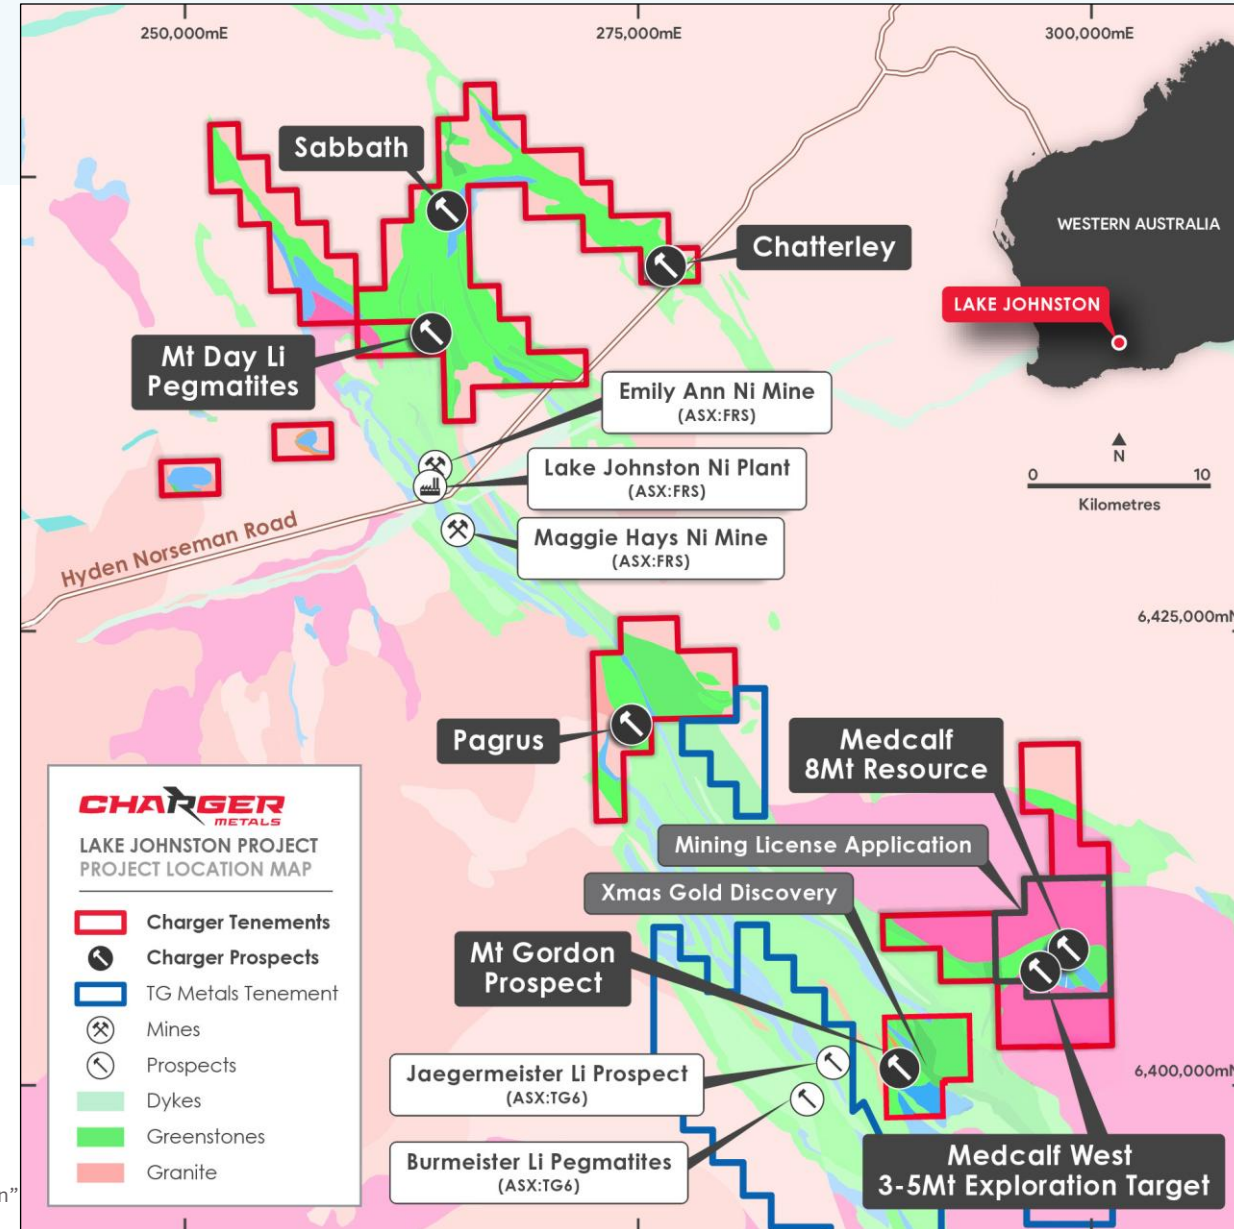 250,000mE
275,000mE
300,000mE
Sabbath
Chatterley
WESTERN AUSTRALIA
LAKE JOHNSTON
Mt Day Li
Pegmatites
Emily Ann Ni Mine
(ASX:FRS)
Lake Johnston Ni Plant
(ASX:FRS)
Maggie Hays Ni Mine
(ASX:FRS)
N
0
10
Kilometres
Hyden Norseman Road
6,425,000mN
Pagrus
Medcalf
8Mt Resource
Mining License Application
Xmas Gold Discovery
Mt Gordon
Prospect
Jaegermeister Li Prospect
(ASX:TG6)
Burmeister Li Pegmatites
(ASX:TG6)
6,400,000mN
Medcalf West
3-5Mt Exploration Target
CHARGER
METALS
LAKE JOHNSTON PROJECT
PROJECT LOCATION MAP
Charger Tenements
Charger Prospects
TG Metals Tenement
Mines
Prospects
Dykes
Greenstones
Granite